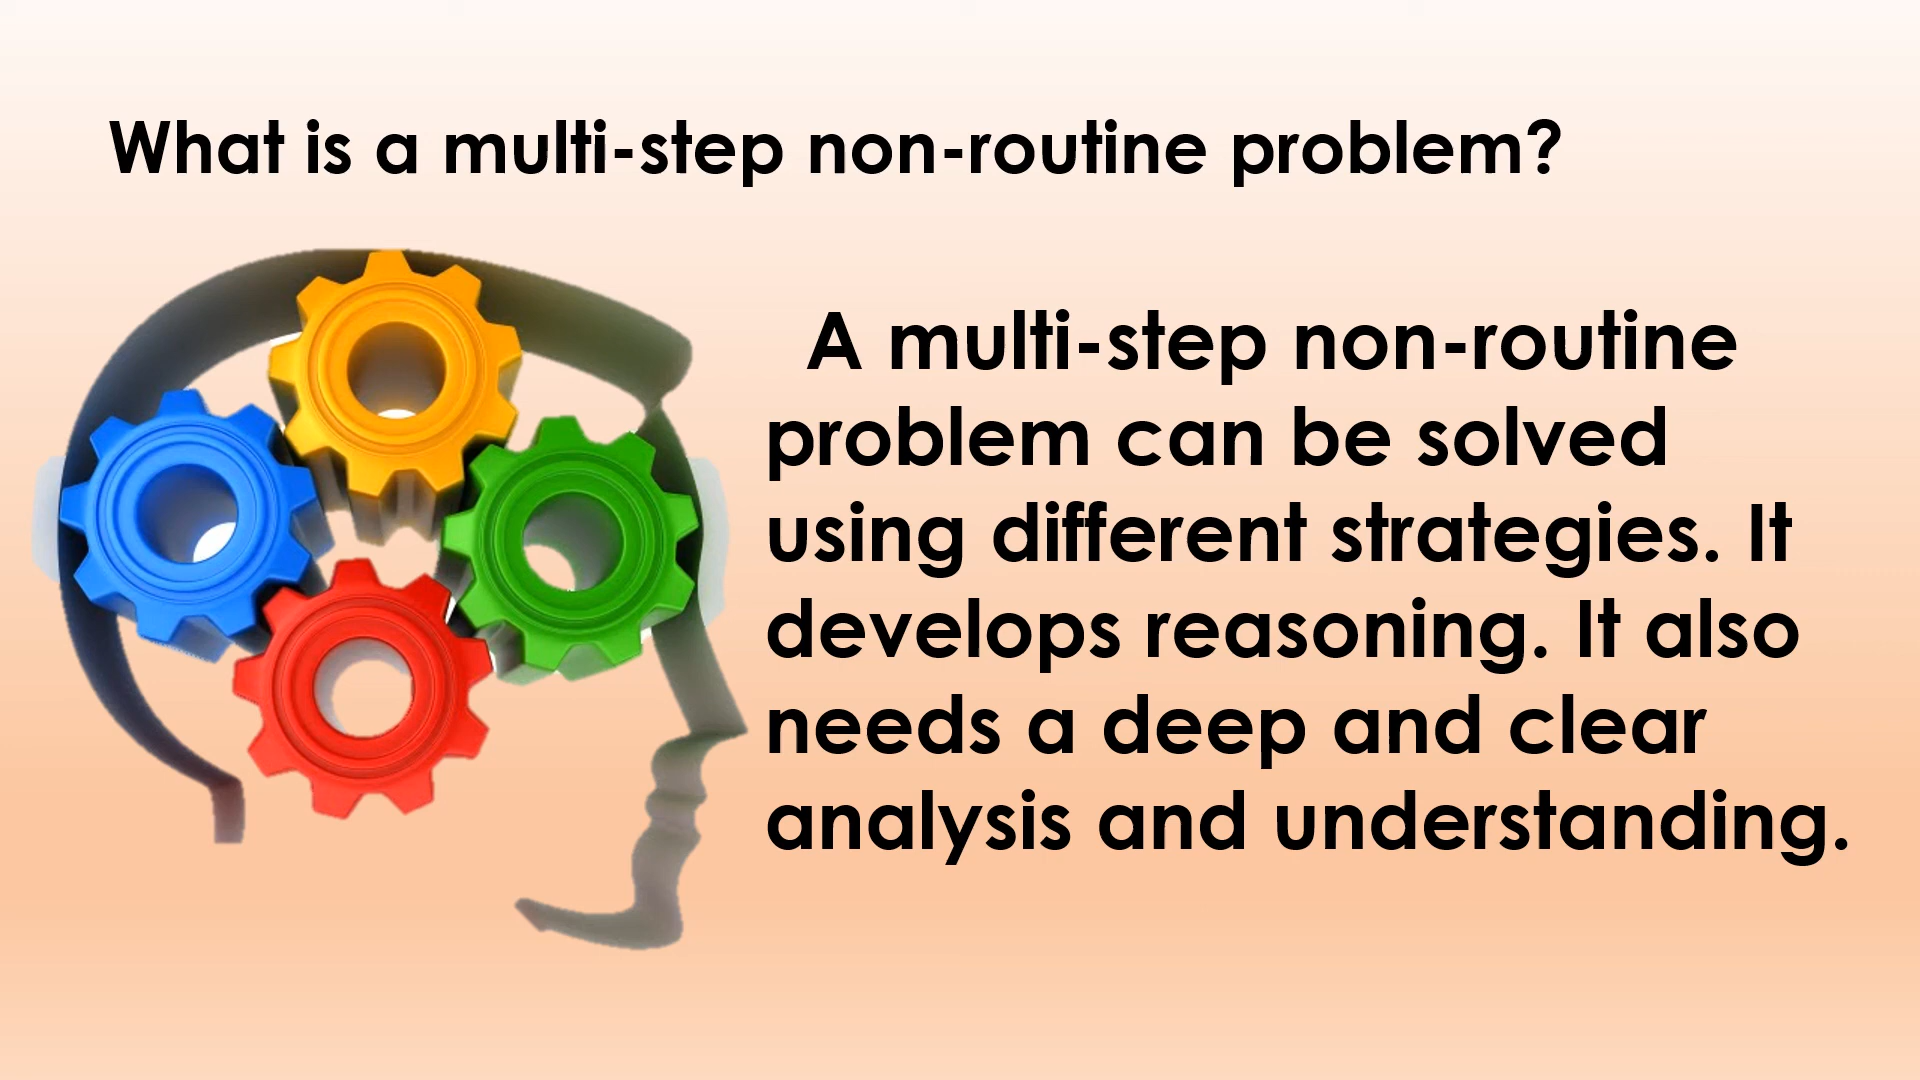 What is a multi-step non-routine problem?
A multi-step non-routine
problem can be solved
using different strategies. It
develops reasoning. It also
needs a deep and clear
analysis and understanding.